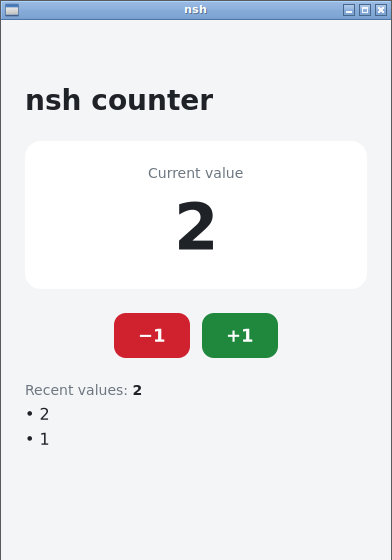 nsh
nsh counter
Current value
2
−1 +1
Recent values: 2
• 2
• 1